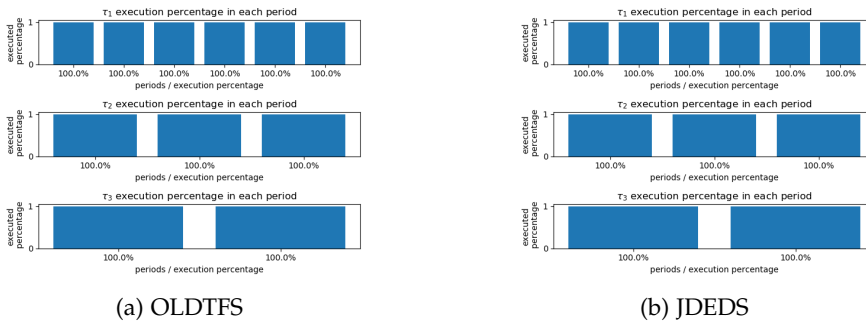 τ1 execution percentage in each period
executed percentage
1
0
100.0% 100.0% 100.0% 100.0% 100.0% 100.0%
periods / execution percentage
τ2 execution percentage in each period
executed percentage
1
0
100.0% 100.0% 100.0%
periods / execution percentage
τ3 execution percentage in each period
executed percentage
1
0
100.0% 100.0%
periods / execution percentage
(a) OLDTFS
τ1 execution percentage in each period
executed percentage
1
0
100.0% 100.0% 100.0% 100.0% 100.0% 100.0%
periods / execution percentage
τ2 execution percentage in each period
executed percentage
1
0
100.0% 100.0% 100.0%
periods / execution percentage
τ3 execution percentage in each period
executed percentage
1
0
100.0% 100.0%
periods / execution percentage
(b) JDEDS